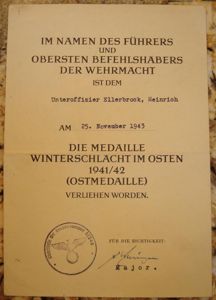 IM NAMEN DES FÜHRERS
UND
OBERSTEN BEFEHLSHABERS
DER WEHRMACHT
IST DEM
Unteroffizier Ellerbrock, Heinrich
AM 25. November 1943
DIE MEDAILLE
WINTERSCHLACHT IM OSTEN
1941/42
(OSTMEDAILLE)
VERLIEHEN WORDEN.
FÜR DIE RICHTIGKEIT:
Major.